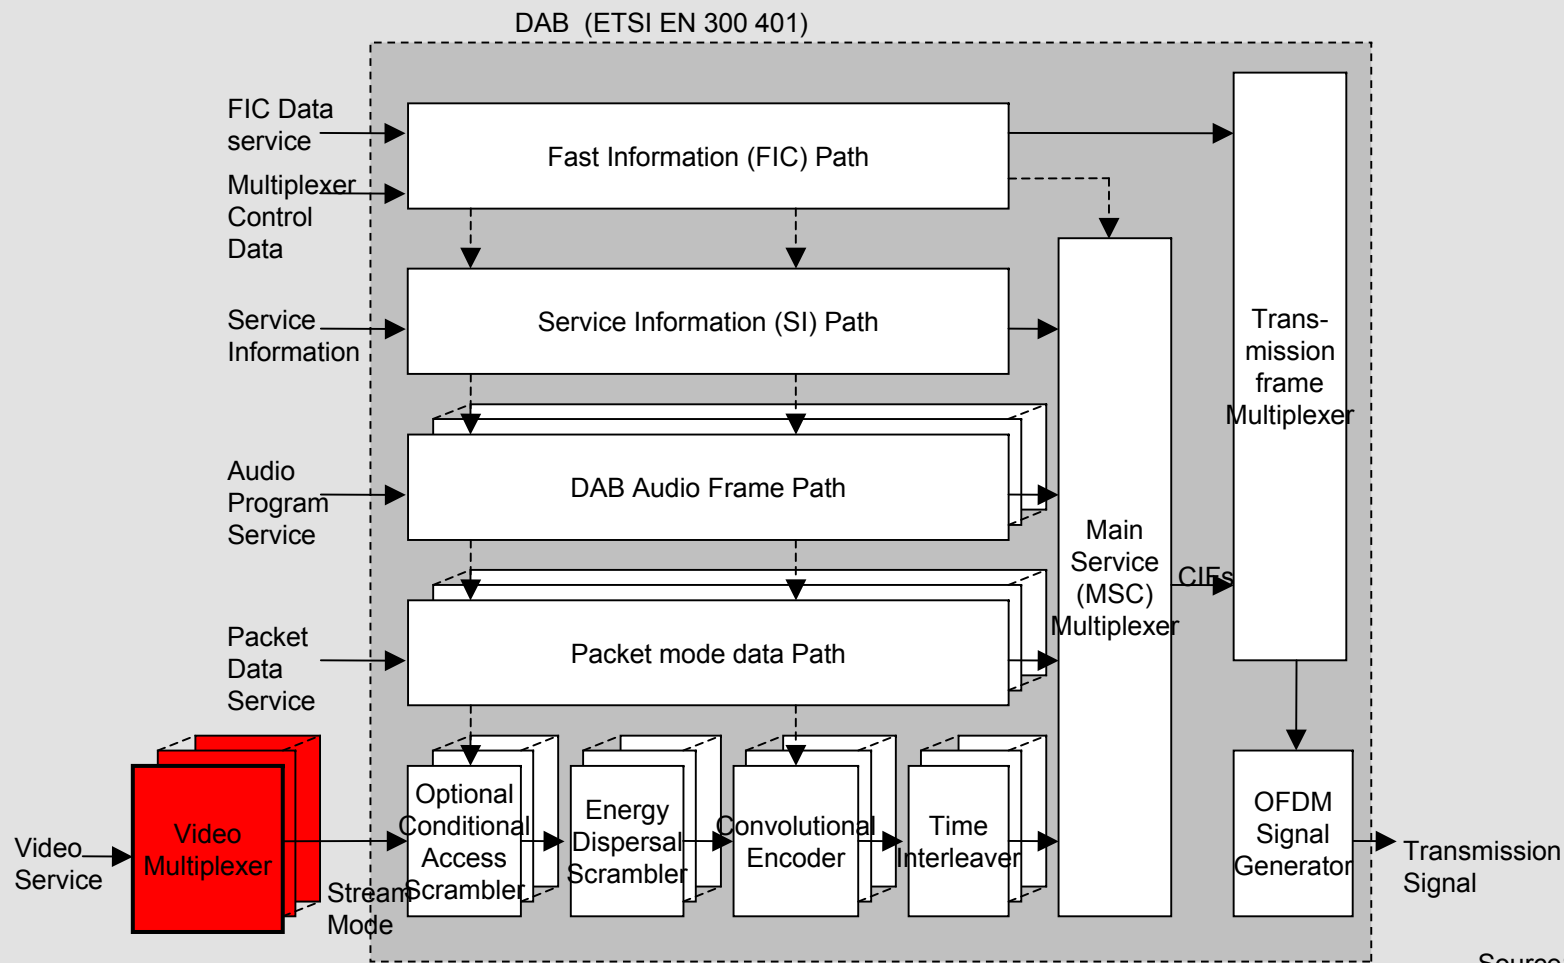 DAB (ETSI EN 300 401)
FIC Data
service
Fast Information (FIC) Path
Multiplexer
Control
Data
Service
Information
Service Information (SI) Path
Trans-
mission
frame
Multiplexer
Audio
Program
Service
DAB Audio Frame Path
Main
Service
(MSC)
Multiplexer
CIFs
Packet
Data
Service
Packet mode data Path
Video
Service
Video
Multiplexer
Stream
Mode
Optional
Conditional
Access
Scrambler
Energy
Dispersal
Scrambler
Convolutional
Encoder
Time
Interleaver
OFDM
Signal
Generator
Transmission
Signal
Source